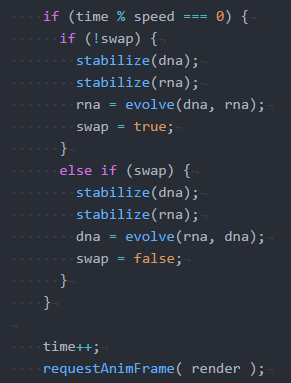 if (time % speed === 0) {
if (!swap) {
stabilize(dna);
stabilize(rna);
rna = evolve(dna, rna);
swap = true;
}
else if (swap) {
stabilize(dna);
stabilize(rna);
dna = evolve(rna, dna);
swap = false;
}
}

time++;
requestAnimFrame( render );